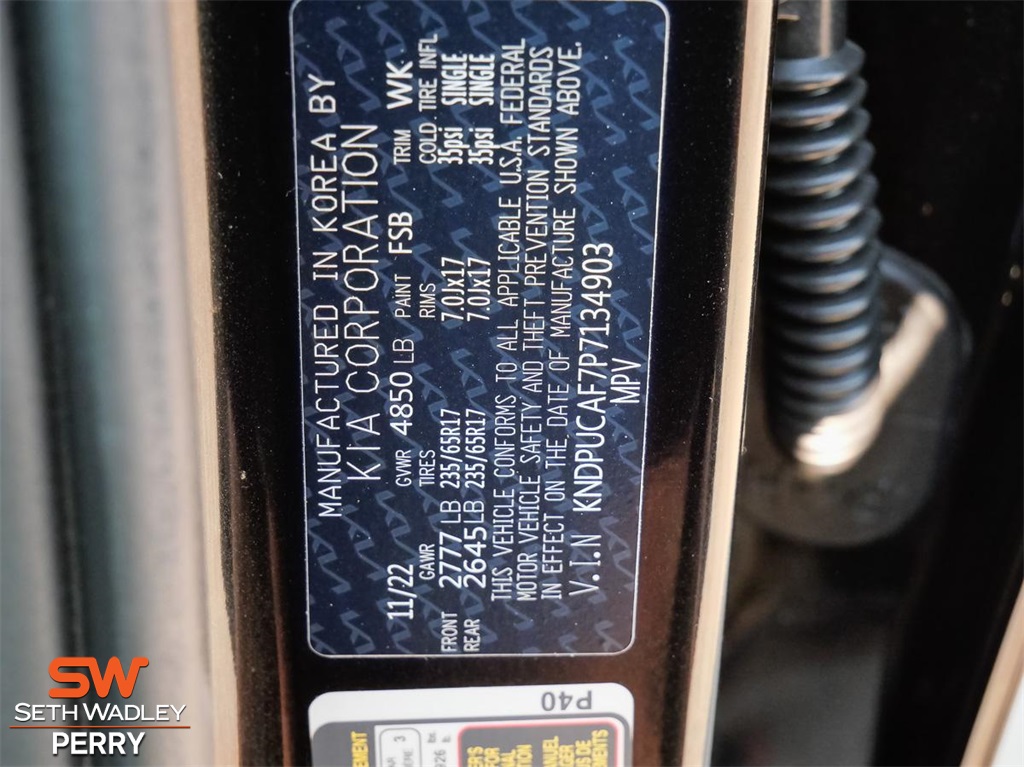 MANUFACTURED IN KOREA BY
KIA CORPORATION
11/22 GVWR 4850 LB PAINT FSB TRIM WK
GAWR TIRES RIMS COLD TIRE INFL
FRONT 2777 LB 235/65R17 7.0Jx17 35psi SINGLE
REAR 2645 LB 235/65R17 7.0Jx17 35psi SINGLE
THIS VEHICLE CONFORMS TO ALL APPLICABLE U.S.A. FEDERAL
MOTOR VEHICLE SAFETY AND THEFT PREVENTION STANDARDS
IN EFFECT ON THE DATE OF MANUFACTURE SHOWN ABOVE.
V.I.N KNDPUCAF7P7134903
MPV
P40
3
SW
SETH WADLEY
PERRY